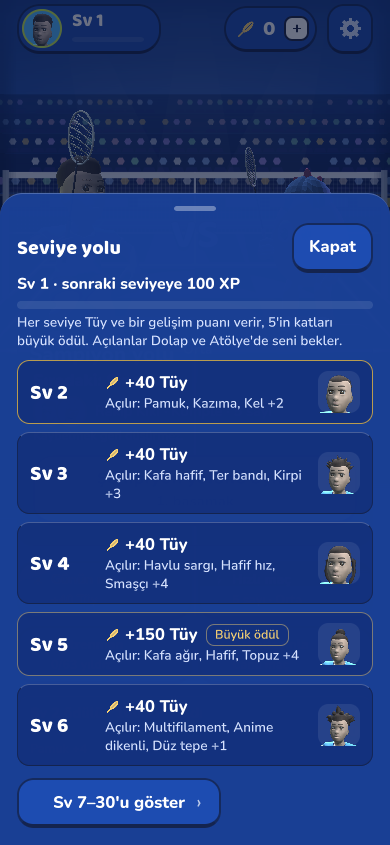 Sv 1
0
+
Seviye yolu
Kapat
Sv 1 · sonraki seviyeye 100 XP
Her seviye Tüy ve bir gelişim puanı verir, 5'in katları
büyük ödül. Açılanlar Dolap ve Atölye'de seni bekler.
Sv 2
+40 Tüy
Açılır: Pamuk, Kazıma, Kel +2
Sv 3
+40 Tüy
Açılır: Kafa hafif, Ter bandı, Kirpi
+3
Sv 4
+40 Tüy
Açılır: Havlu sargı, Hafif hız,
Smaşçı +4
Sv 5
+150 Tüy Büyük ödül
Açılır: Kafa ağır, Hafif, Topuz +4
Sv 6
+40 Tüy
Açılır: Multifilament, Anime
dikenli, Düz tepe +1
Sv 7–30'u göster ›